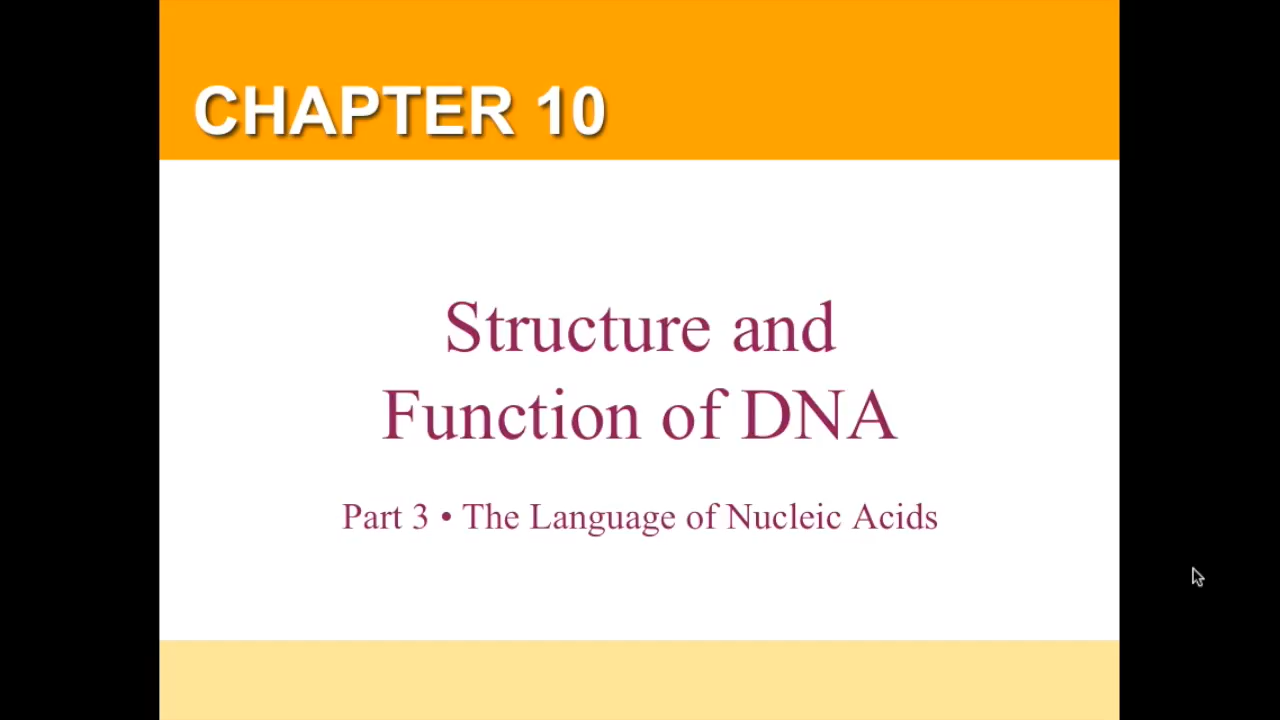 CHAPTER 10
Structure and
Function of DNA
Part 3 • The Language of Nucleic Acids